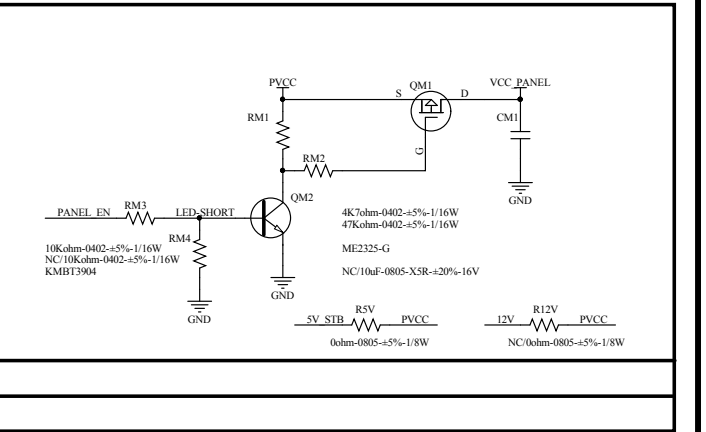 PVCC
QM1
VCC_PANEL
S
D
RM1
CM1
G
RM2
QM2
GND
PANEL_EN
RM3
LED-SHORT
RM4
4K7ohm-0402-±5%-1/16W
47Kohm-0402-±5%-1/16W
10Kohm-0402-±5%-1/16W
NC/10Kohm-0402-±5%-1/16W
KMBT3904
ME2325-G
NC/10uF-0805-X5R-±20%-16V
GND
GND
5V_STB
R5V
PVCC
0ohm-0805-±5%-1/8W
12V
R12V
PVCC
NC/0ohm-0805-±5%-1/8W